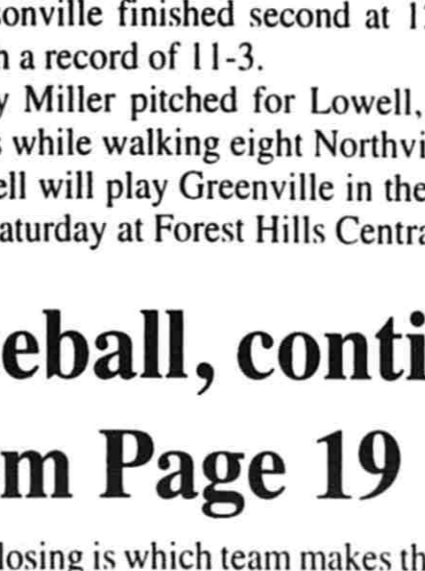 onville finished second at 1
a record of 11-3.
y Miller pitched for Lowell,
while walking eight Northvi
ell will play Greenville in the
aturday at Forest Hills Centra
eball, conti
m Page 19
losing is which team makes th